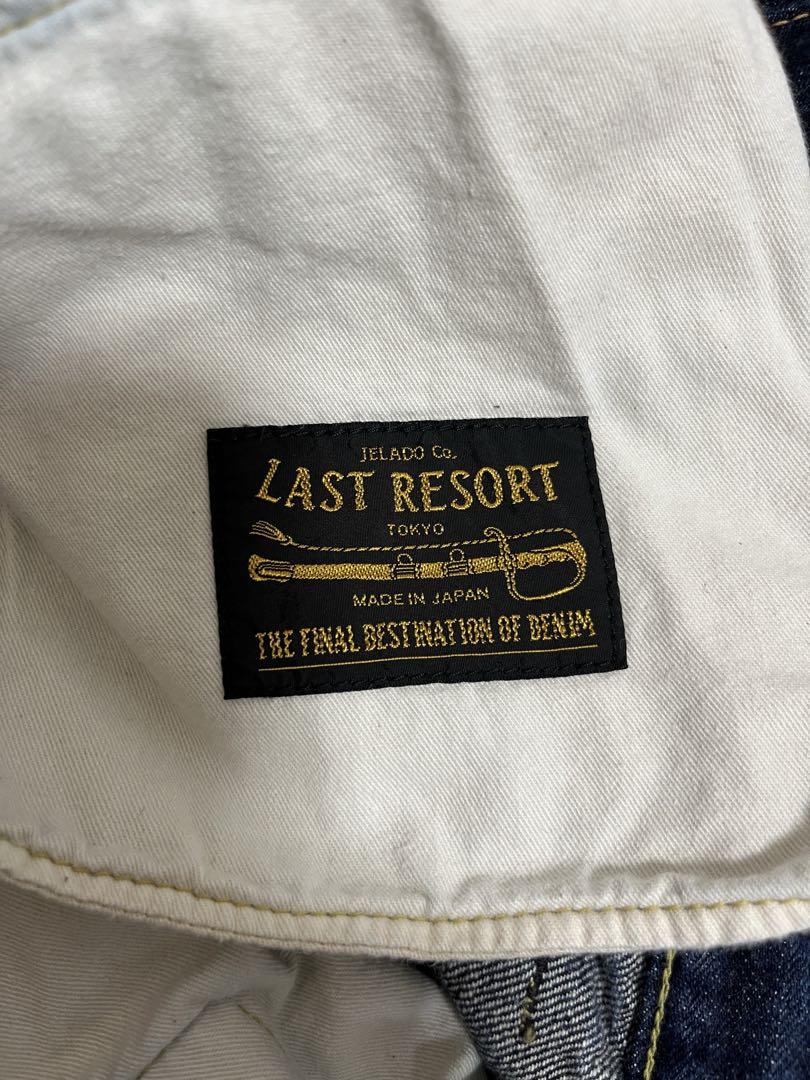 JELADO Co.
LAST RESORT
TOKYO
MADE IN JAPAN
THE FINAL DESTINATION OF DENIM